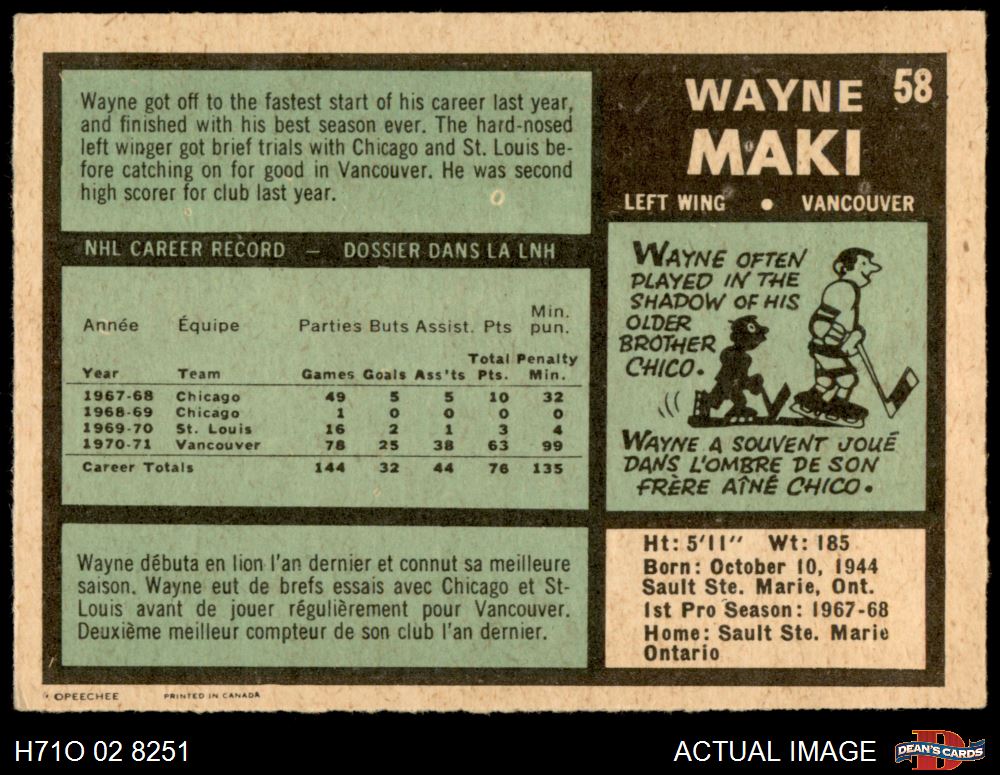 Wayne got off to the fastest start of his career last year,
and finished with his best season ever. The hard-nosed
left winger got brief trials with Chicago and St. Louis be-
fore catching on for good in Vancouver. He was second
high scorer for club last year.
WAYNE 58
MAKI
LEFT WING • VANCOUVER
NHL CAREER RECORD — DOSSIER DANS LA LNH
Année Équipe Parties Buts Assist. Pts Min. pun.
Year Team Games Goals Ass'ts Total Pts. Penalty Min.
1967-68 Chicago 49 5 5 10 32
1968-69 Chicago 1 0 0 0 0
1969-70 St. Louis 16 2 1 3 4
1970-71 Vancouver 78 25 38 63 99
Career Totals 144 32 44 76 135
WAYNE OFTEN
PLAYED IN THE
SHADOW OF HIS
OLDER
BROTHER
CHICO.
WAYNE A SOUVENT JOUÉ
DANS L'OMBRE DE SON
FRÈRE AÎNÉ CHICO.
Wayne débuta en lion l'an dernier et connut sa meilleure
saison. Wayne eut de brefs essais avec Chicago et St-
Louis avant de jouer régulièrement pour Vancouver.
Deuxième meilleur compteur de son club l'an dernier.
Ht: 5'11" Wt: 185
Born: October 10, 1944
Sault Ste. Marie, Ont.
1st Pro Season: 1967-68
Home: Sault Ste. Marie
Ontario
OPEECHEE PRINTED IN CANADA
H71O 02 8251 ACTUAL IMAGE DEAN'S CARDS